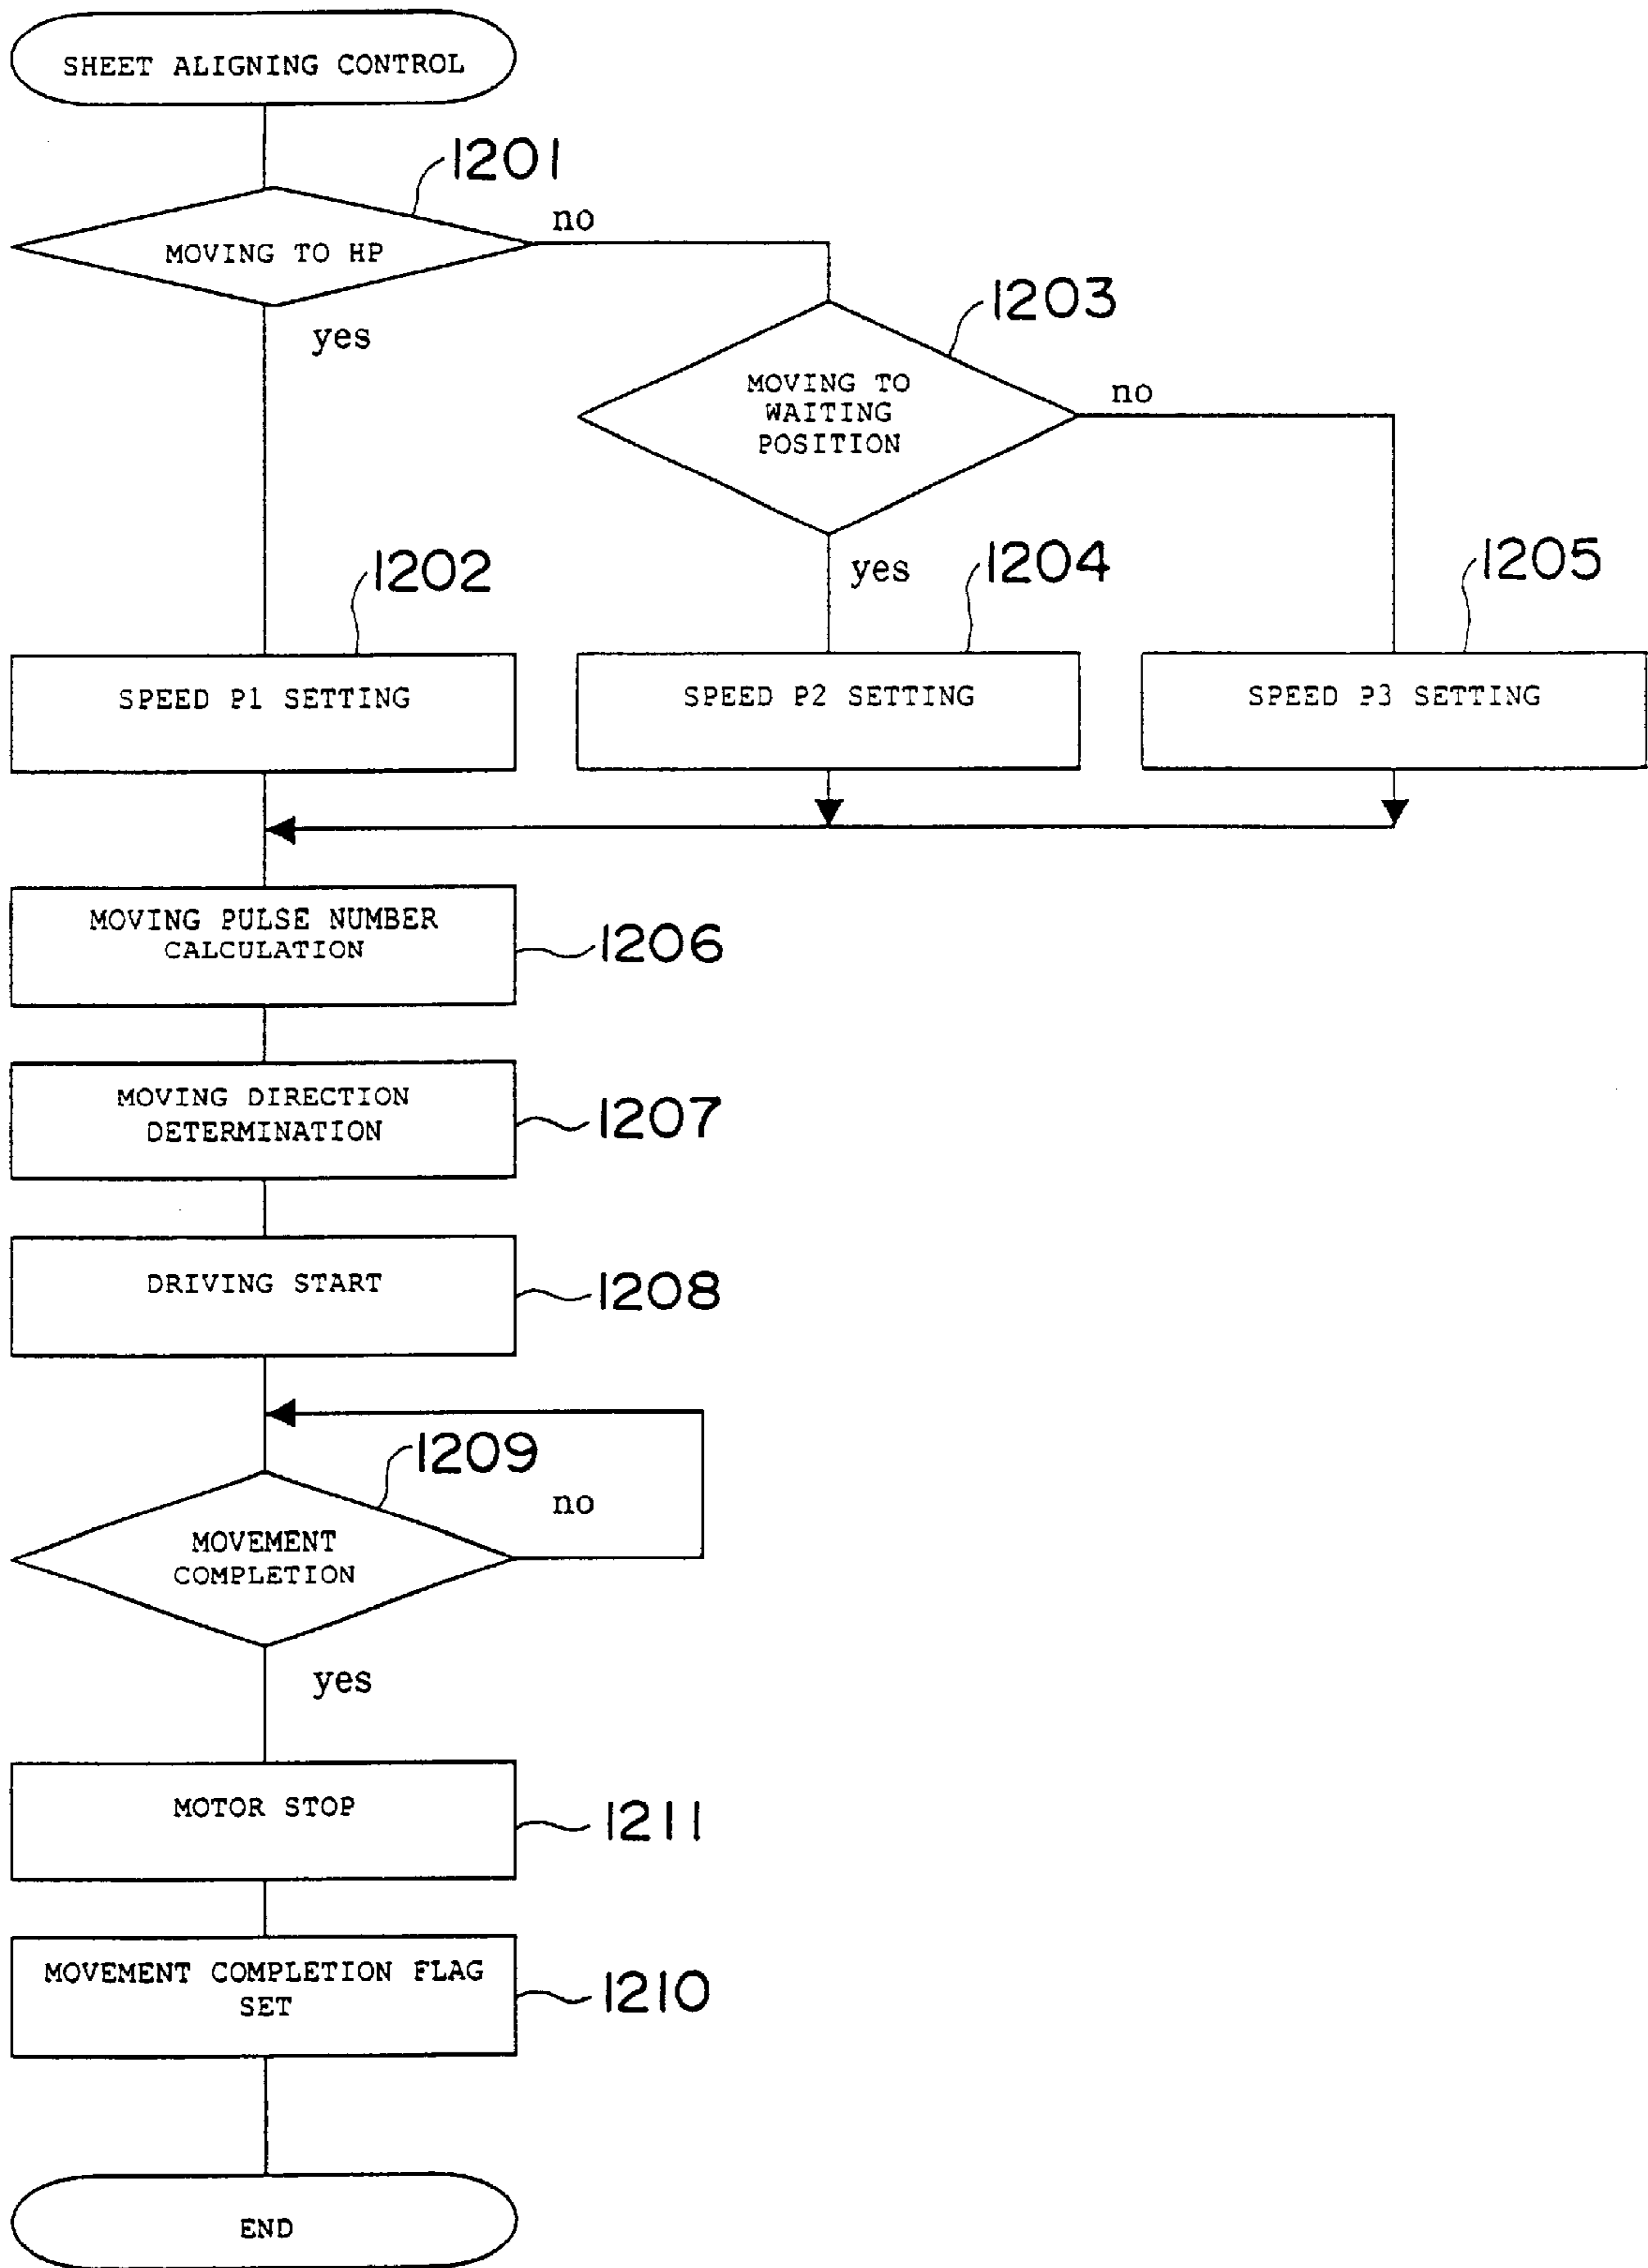 SHEET ALIGNING CONTROL
1201
MOVING TO HP
no
yes
1203
MOVING TO
WAITING
POSITION
no
yes
1202
1204
1205
SPEED P1 SETTING
SPEED P2 SETTING
SPEED P3 SETTING
MOVING PULSE NUMBER
CALCULATION
1206
MOVING DIRECTION
DETERMINATION
1207
DRIVING START
1208
1209
MOVEMENT
COMPLETION
no
yes
MOTOR STOP
1211
MOVEMENT COMPLETION FLAG
SET
1210
END